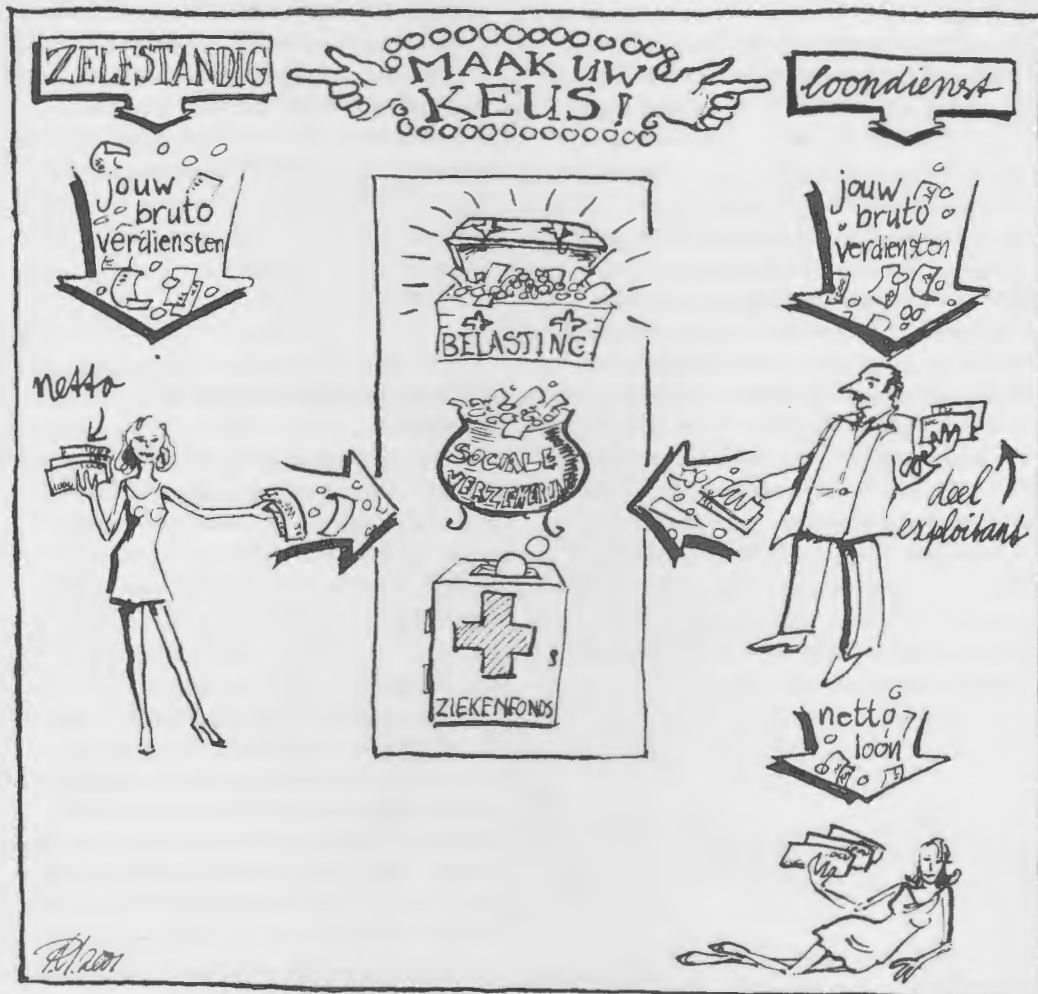 ZELFSTANDIG
MAAK UW
KEUS!
loondienst
jouw
bruto
verdiensten
jouw
bruto
verdiensten
BELASTING
netto
SOCIALE
deel
exploitant
ZIEKENFONDS
netto
loon
2001